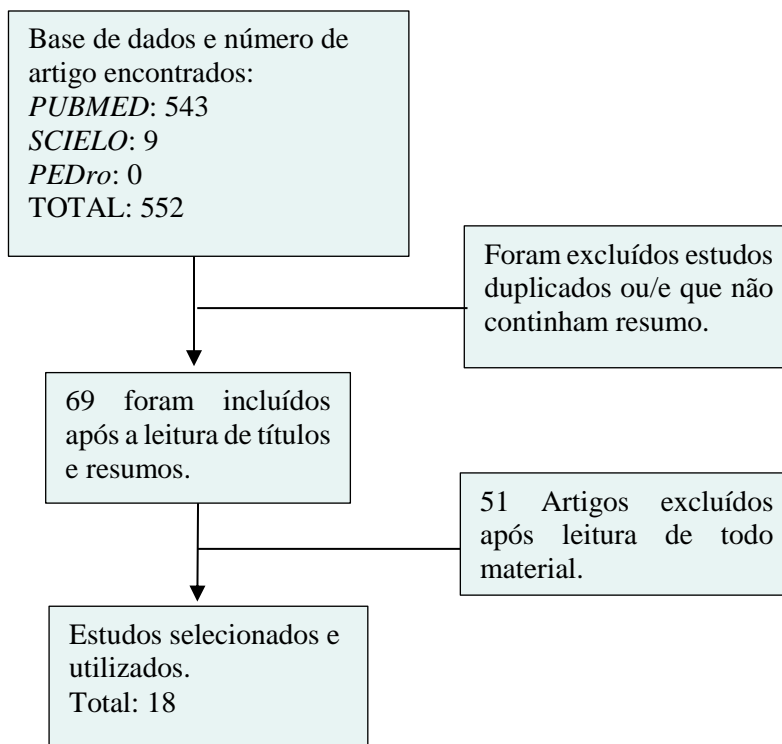 Base de dados e número de
artigo encontrados:
PUBMED: 543
SCIELO: 9
PEDro: 0
TOTAL: 552
Foram excluídos estudos
duplicados ou/e que não
continham resumo.
69 foram incluídos
após a leitura de títulos
e resumos.
51 Artigos excluídos
após leitura de todo
material.
Estudos selecionados e
utilizados.
Total: 18